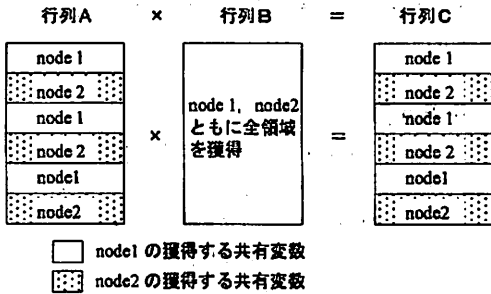 行列A × 行列B = 行列C
node 1
node 2
node 1
node 2
node1
node2
×
node 1, node2
ともに全領域
を獲得
=
node 1
node 2
node 1
node 2
node1
node2
node1 の獲得する共有変数
node2 の獲得する共有変数